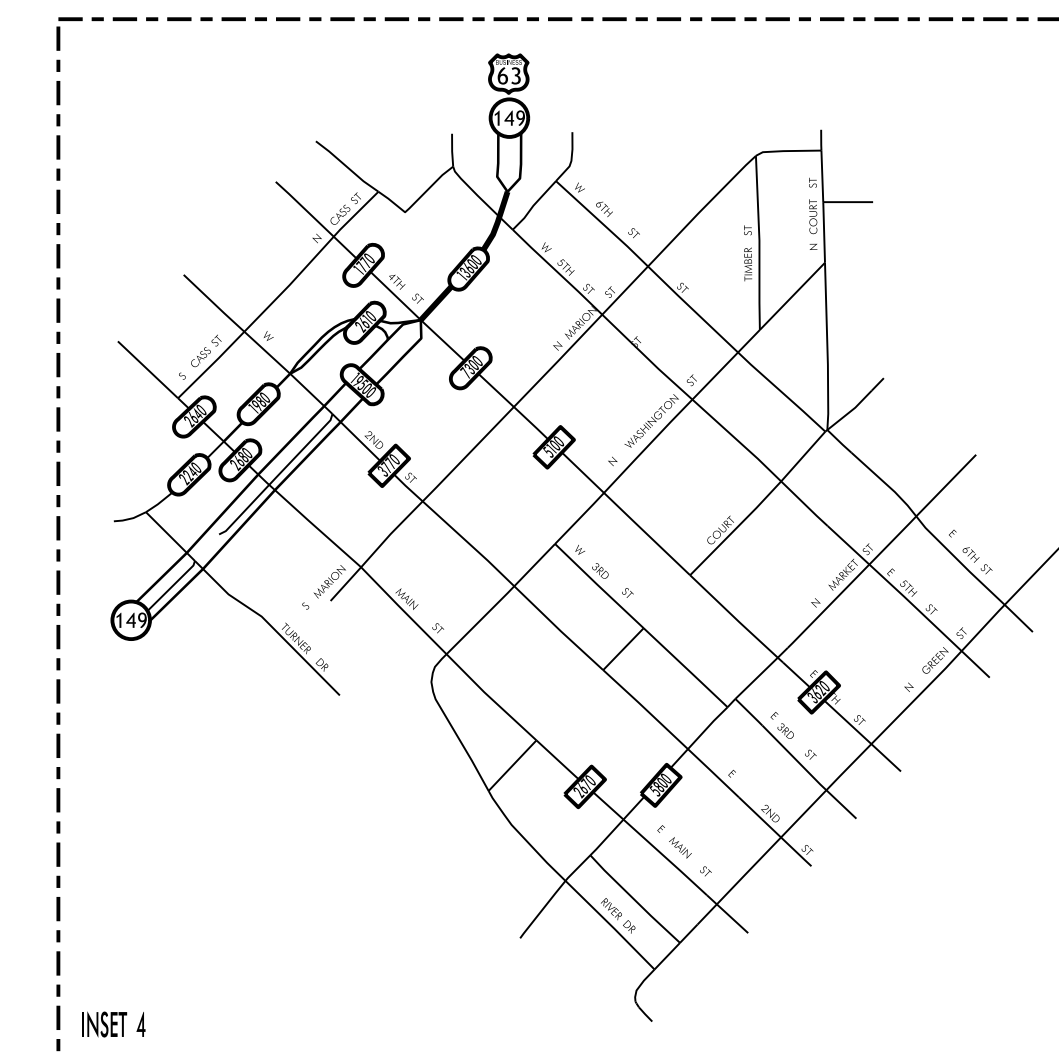 BUSINESS
63
149
W 6TH ST
ST
N CASS ST
S CASS ST
1770
4TH ST
13600
W 5TH ST
ST
N MARION ST
TIMBER ST
N COURT ST
2610
W
2ND ST
19500
7300
2640
1980
2240
2680
3770
5100
N WASHINGTON ST
COURT
W 3RD ST
149
S MARION
MAIN ST
TURNER DR
N MARKET ST
E 5TH ST
E 6TH ST
N GREEN ST
3620
E
H ST
E 3RD ST
E 2ND ST
2670
5800
E MAIN ST
RIVER DR
INSET 4